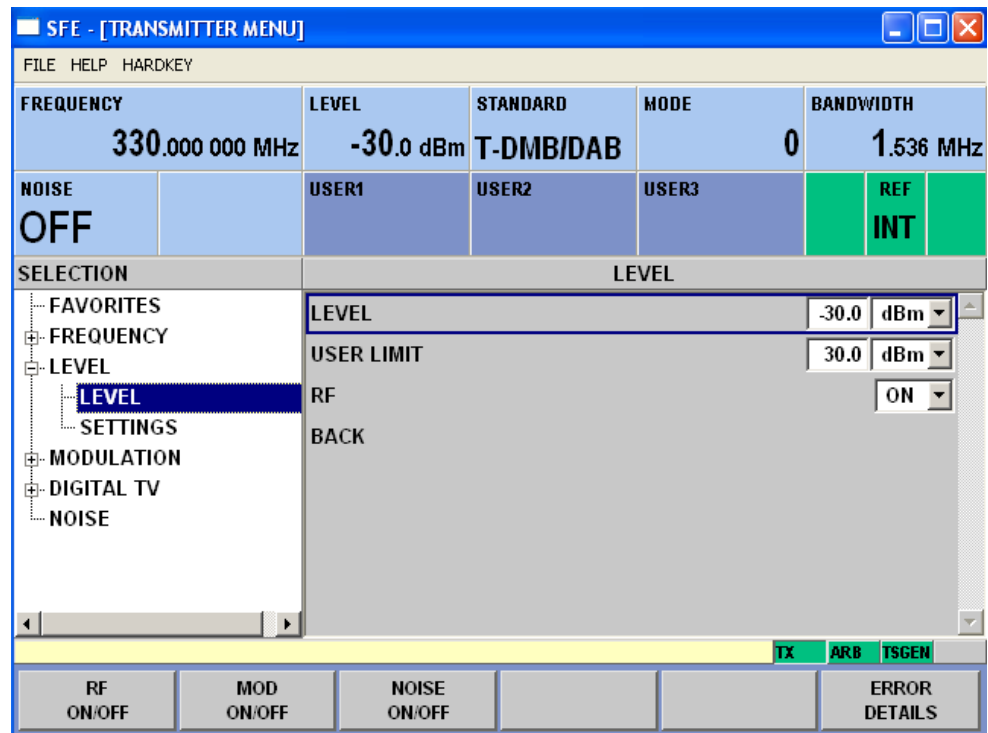 SFE - [TRANSMITTER MENU]
FILE HELP HARDKEY
FREQUENCY LEVEL STANDARD MODE BANDWIDTH
330.000 000 MHz -30.0 dBm T-DMB/DAB 0 1.536 MHz
NOISE USER1 USER2 USER3 REF
OFF INT
SELECTION LEVEL
FAVORITES
FREQUENCY
LEVEL
LEVEL
SETTINGS
MODULATION
DIGITAL TV
NOISE
LEVEL -30.0 dBm
USER LIMIT 30.0 dBm
RF ON
BACK
TX ARB TSGEN
RF ON/OFF
MOD ON/OFF
NOISE ON/OFF
ERROR DETAILS